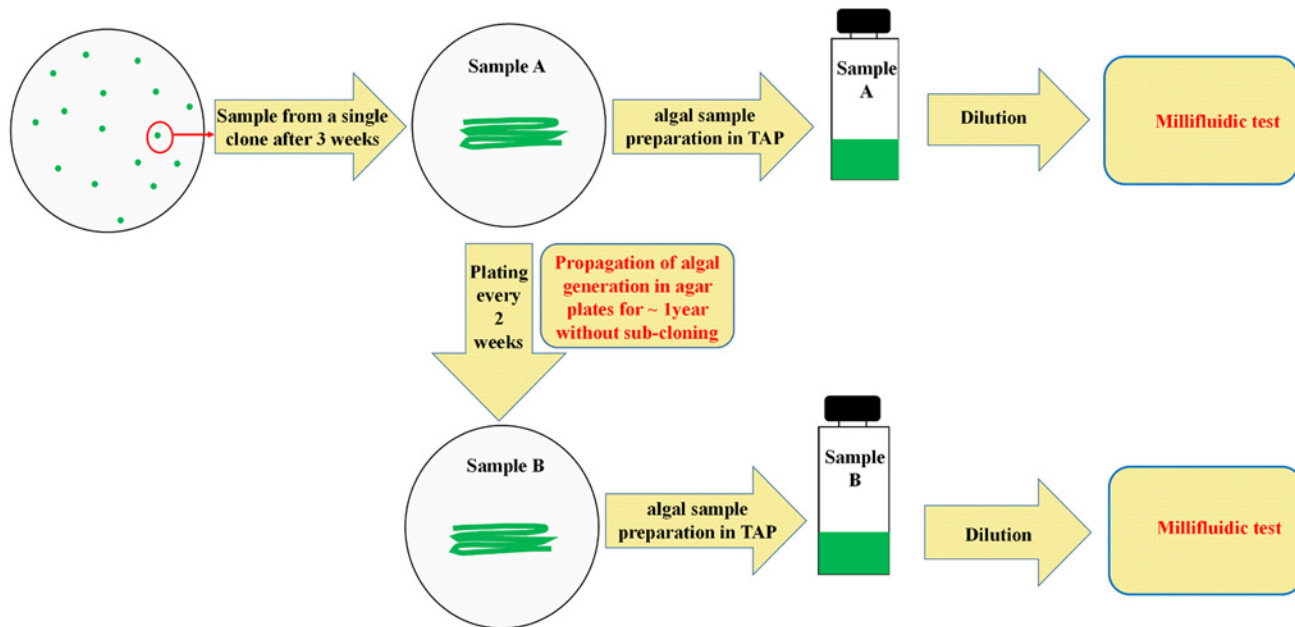 Sample from a single
clone after 3 weeks
Sample A
algal sample
preparation in TAP
Sample
A
Dilution
Millifluidic test
Plating
every
2
weeks
Propagation of algal
generation in agar
plates for ~ 1year
without sub-cloning
Sample B
algal sample
preparation in TAP
Sample
B
Dilution
Millifluidic test